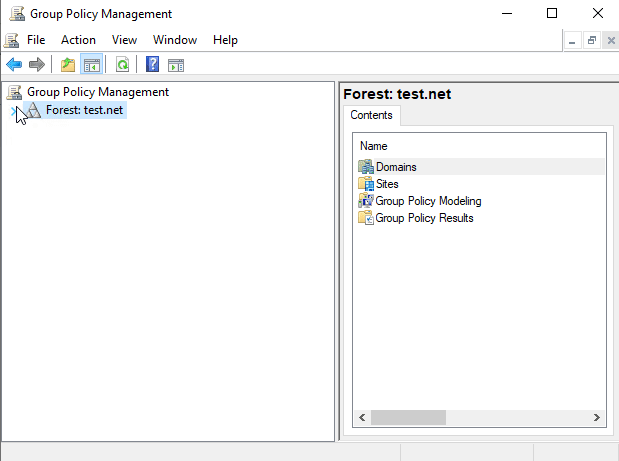 Group Policy Management
File Action View Window Help
Group Policy Management
Forest: test.net
Forest: test.net
Contents
Name
Domains
Sites
Group Policy Modeling
Group Policy Results